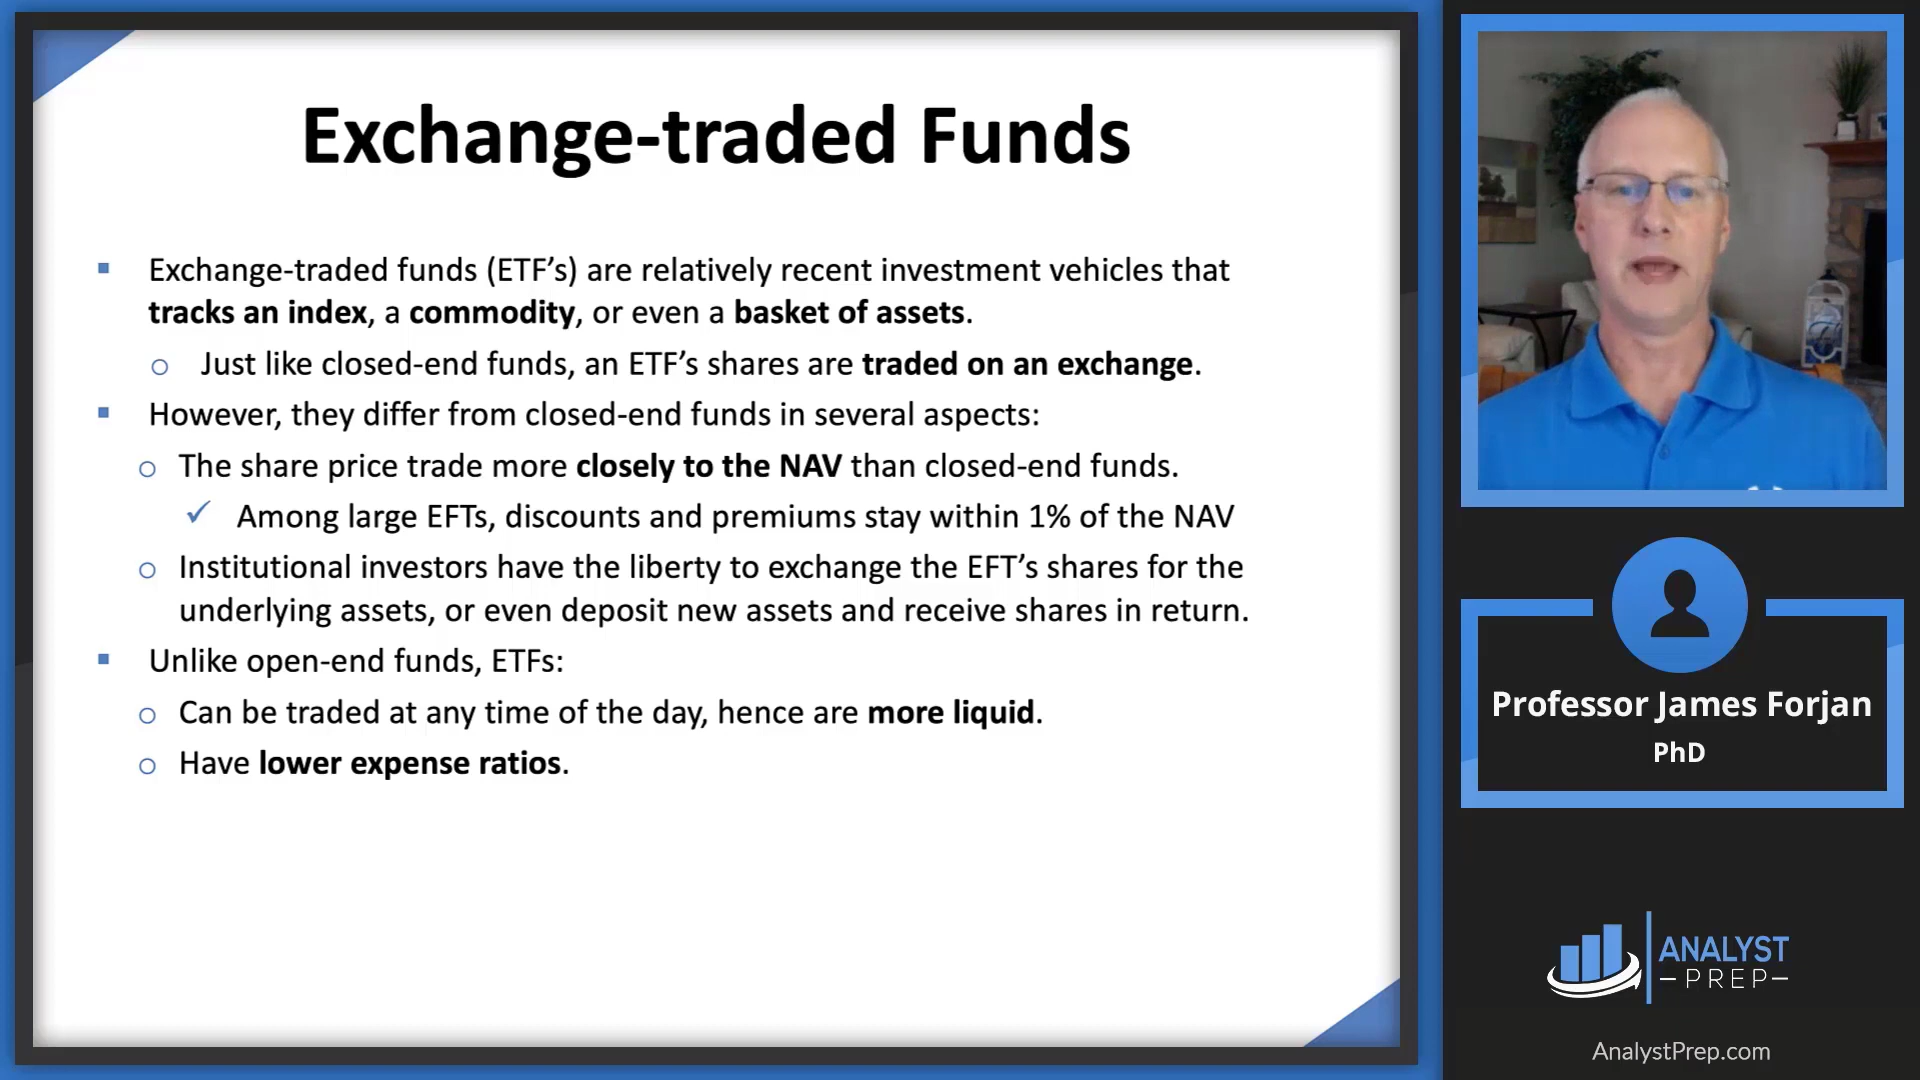 Exchange-traded Funds
Exchange-traded funds (ETF’s) are relatively recent investment vehicles that
tracks an index, a commodity, or even a basket of assets.
Just like closed-end funds, an ETF’s shares are traded on an exchange.
However, they differ from closed-end funds in several aspects:
The share price trade more closely to the NAV than closed-end funds.
Among large EFTs, discounts and premiums stay within 1% of the NAV
Institutional investors have the liberty to exchange the EFT’s shares for the
underlying assets, or even deposit new assets and receive shares in return.
Unlike open-end funds, ETFs:
Can be traded at any time of the day, hence are more liquid.
Have lower expense ratios.
Professor James Forjan
PhD
ANALYST
PREP
AnalystPrep.com